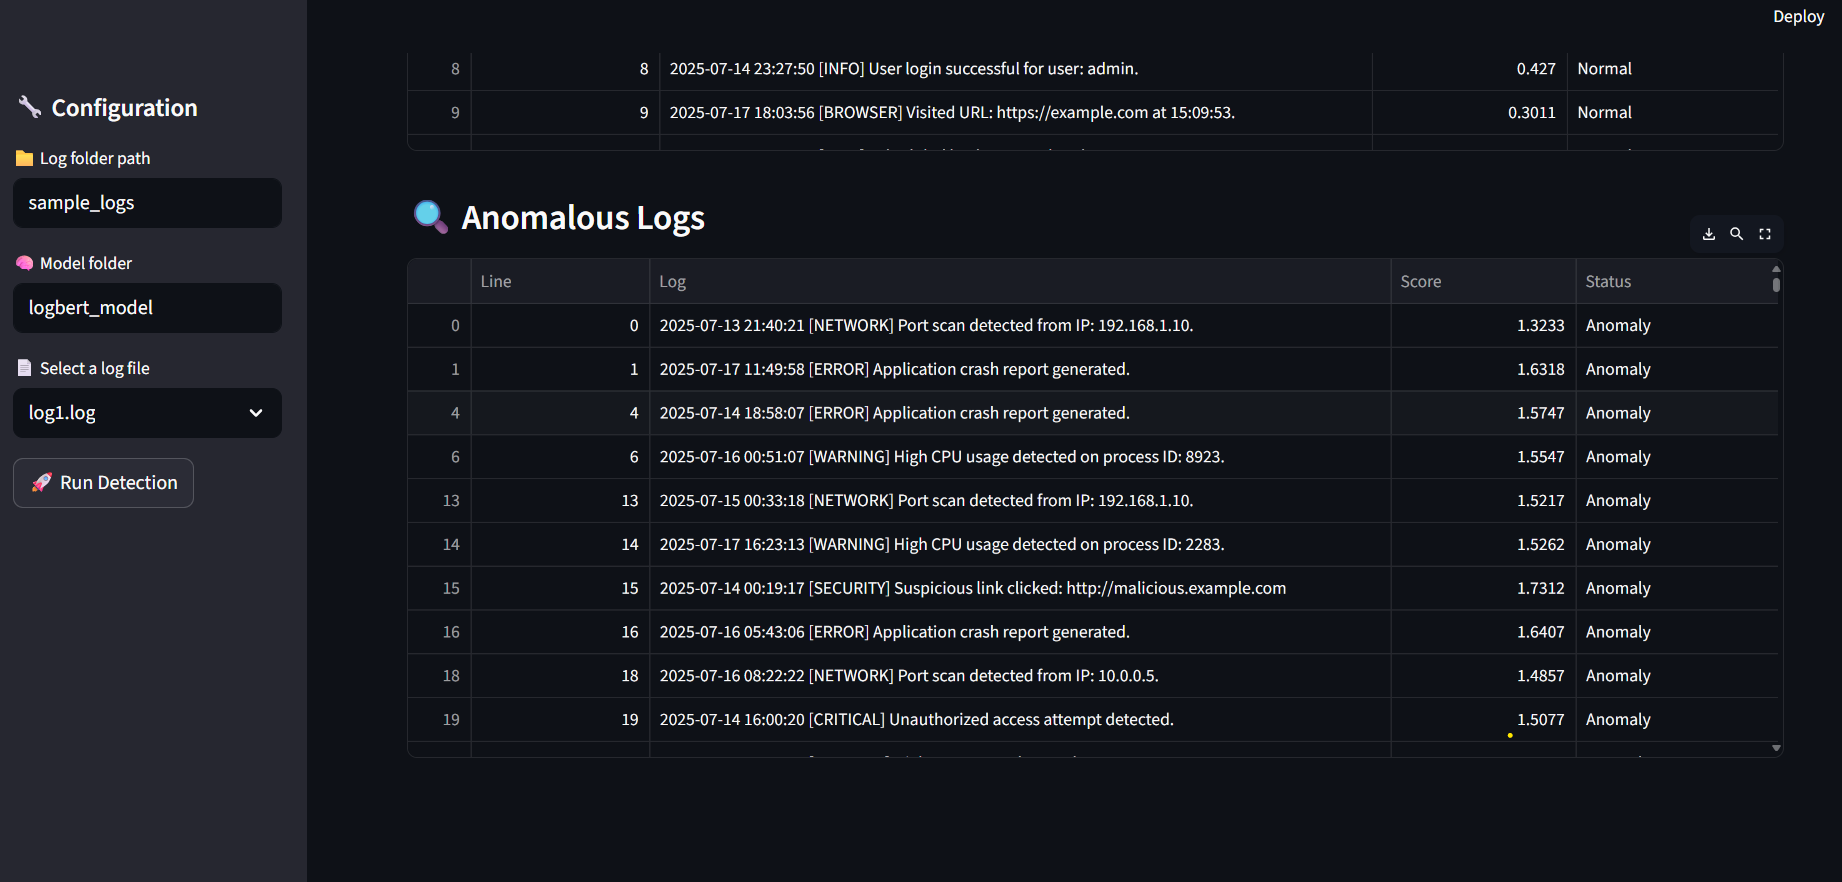 Deploy
Configuration
Log folder path
sample_logs
Model folder
logbert_model
Select a log file
log1.log
Run Detection
8 8 2025-07-14 23:27:50 [INFO] User login successful for user: admin. 0.427 Normal
9 9 2025-07-17 18:03:56 [BROWSER] Visited URL: https://example.com at 15:09:53. 0.3011 Normal
Anomalous Logs
Line Log Score Status
0 0 2025-07-13 21:40:21 [NETWORK] Port scan detected from IP: 192.168.1.10. 1.3233 Anomaly
1 1 2025-07-17 11:49:58 [ERROR] Application crash report generated. 1.6318 Anomaly
4 4 2025-07-14 18:58:07 [ERROR] Application crash report generated. 1.5747 Anomaly
6 6 2025-07-16 00:51:07 [WARNING] High CPU usage detected on process ID: 8923. 1.5547 Anomaly
13 13 2025-07-15 00:33:18 [NETWORK] Port scan detected from IP: 192.168.1.10. 1.5217 Anomaly
14 14 2025-07-17 16:23:13 [WARNING] High CPU usage detected on process ID: 2283. 1.5262 Anomaly
15 15 2025-07-14 00:19:17 [SECURITY] Suspicious link clicked: http://malicious.example.com 1.7312 Anomaly
16 16 2025-07-16 05:43:06 [ERROR] Application crash report generated. 1.6407 Anomaly
18 18 2025-07-16 08:22:22 [NETWORK] Port scan detected from IP: 10.0.0.5. 1.4857 Anomaly
19 19 2025-07-14 16:00:20 [CRITICAL] Unauthorized access attempt detected. 1.5077 Anomaly